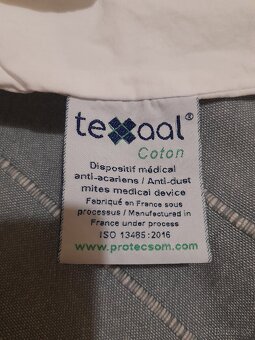 texaal®
Coton
Dispositif médical
anti-acariens / Anti-dust
mites medical device
Fabriqué en France sous
processus / Manufactured in
France under process
ISO 13485:2016
www.protecsom.com